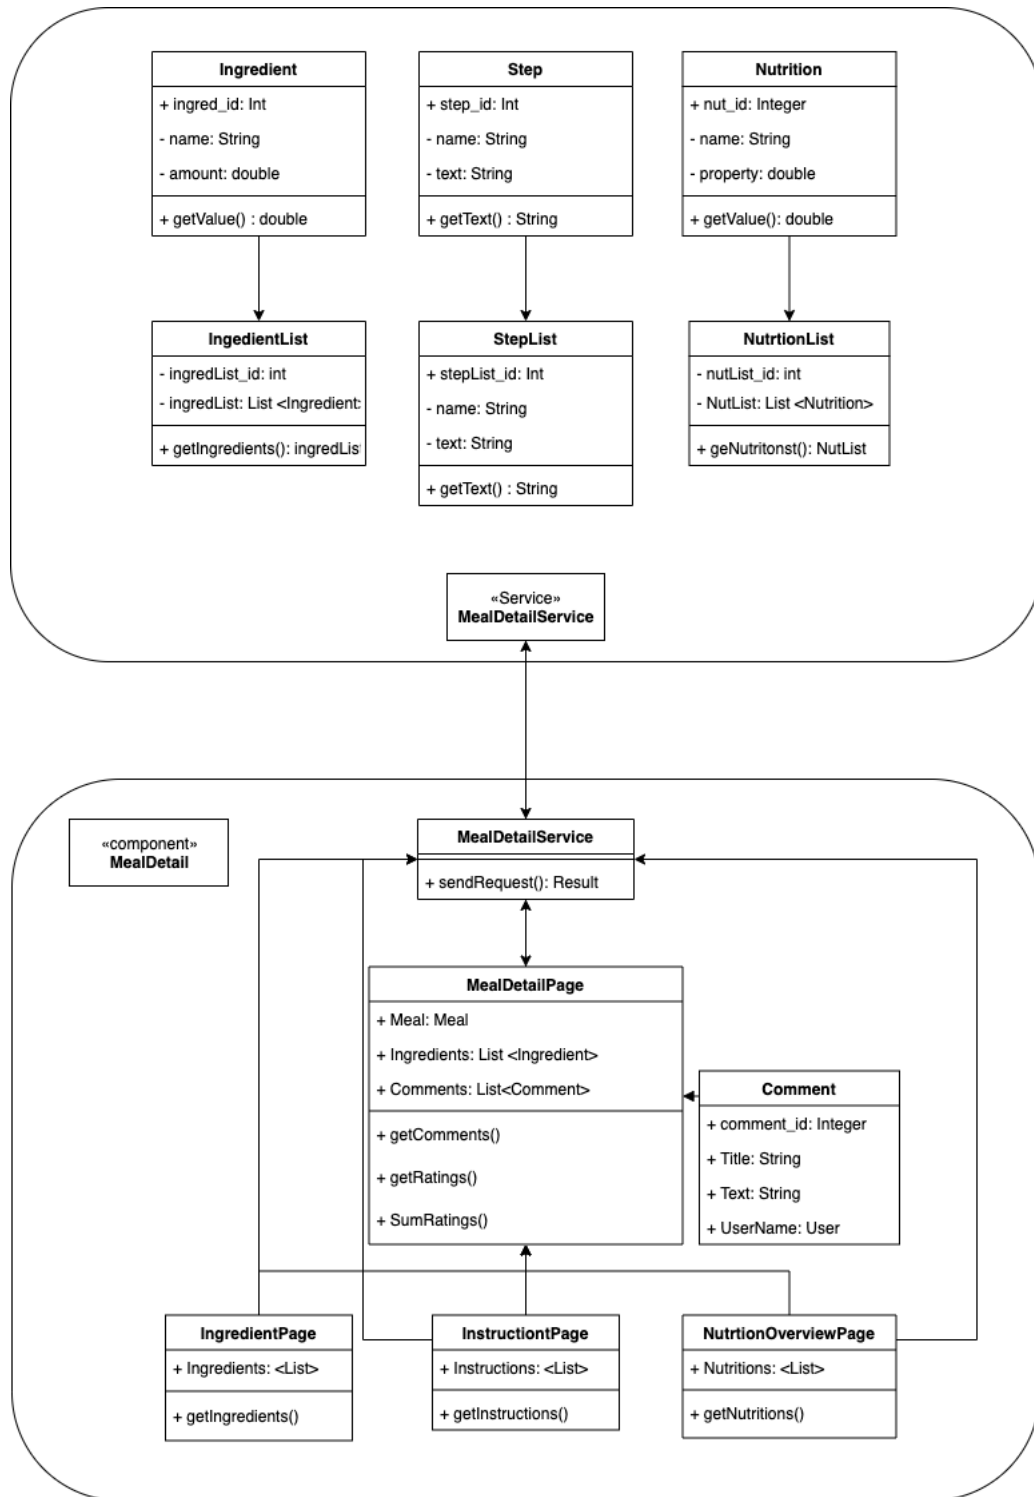 Ingredient
+ ingred_id: Int
- name: String
- amount: double
+ getValue() : double
Step
+ step_id: Int
- name: String
- text: String
+ getText() : String
Nutrition
+ nut_id: Integer
- name: String
- property: double
+ getValue(): double
IngedientList
- ingredList_id: int
- ingredList: List <Ingredient:
+ getIngredients(): ingredLis
StepList
+ stepList_id: Int
- name: String
- text: String
+ getText() : String
NutrtionList
- nutList_id: int
- NutList: List <Nutrition>
+ geNutritonst(): NutList
«Service»
MealDetailService
«component»
MealDetail
MealDetailService
+ sendRequest(): Result
MealDetailPage
+ Meal: Meal
+ Ingredients: List <Ingredient>
+ Comments: List<Comment>
+ getComments()
+ getRatings()
+ SumRatings()
Comment
+ comment_id: Integer
+ Title: String
+ Text: String
+ UserName: User
IngredientPage
+ Ingredients: <List>
+ getIngredients()
InstructiontPage
+ Instructions: <List>
+ getInstructions()
NutrtionOverviewPage
+ Nutritions: <List>
+ getNutritions()